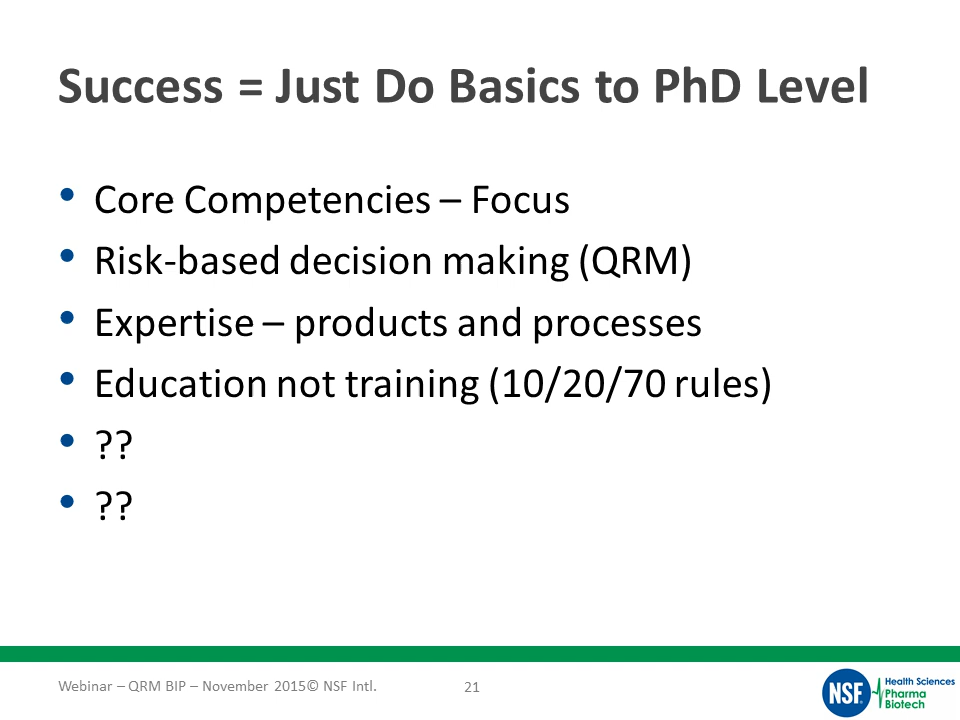 Success = Just Do Basics to PhD Level
• Core Competencies – Focus
• Risk-based decision making (QRM)
• Expertise – products and processes
• Education not training (10/20/70 rules)
• ??
• ??
Webinar – QRM BIP – November 2015© NSF Intl.
21
NSF
Health Sciences
Pharma
Biotech